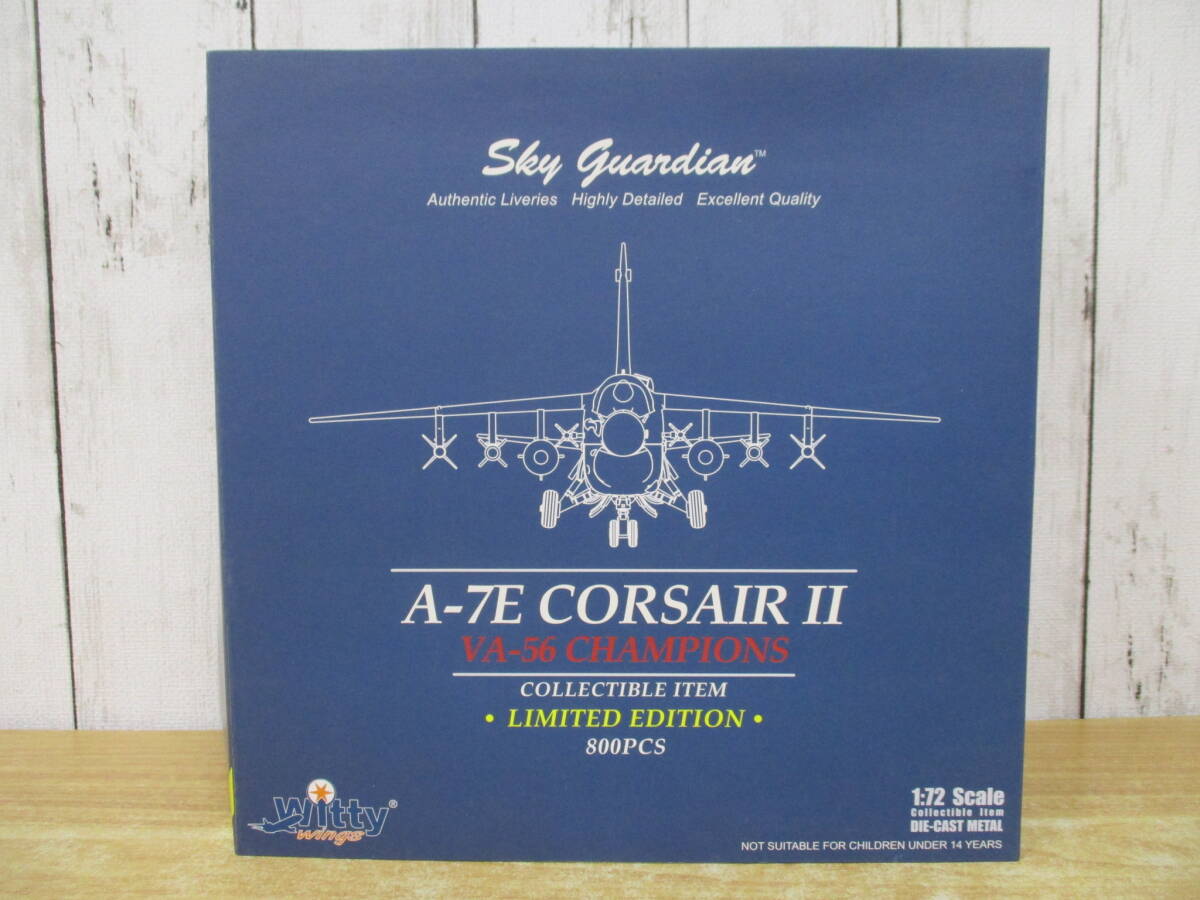 Sky Guardian™
Authentic Liveries Highly Detailed Excellent Quality
A-7E CORSAIR II
VA-56 CHAMPIONS
COLLECTIBLE ITEM
• LIMITED EDITION •
800PCS
Witty®
wings
1:72 Scale
Collectible Item
DIE-CAST METAL
NOT SUITABLE FOR CHILDREN UNDER 14 YEARS